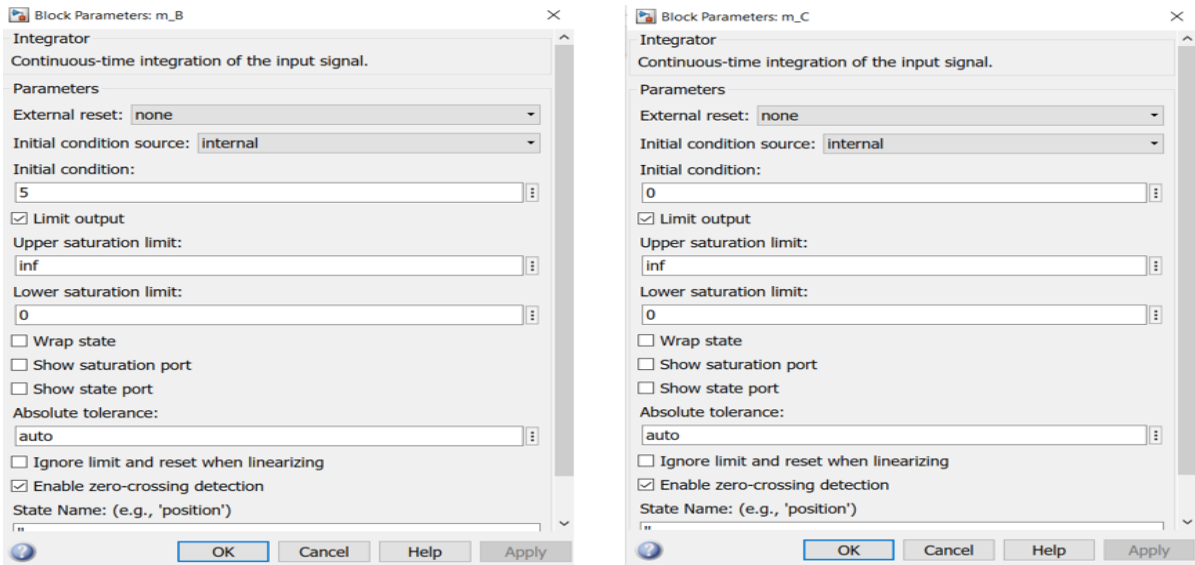 Block Parameters: m_B
Integrator
Continuous-time integration of the input signal.
Parameters
External reset: none
Initial condition source: internal
Initial condition:
5
Limit output
Upper saturation limit:
inf
Lower saturation limit:
0
Wrap state
Show saturation port
Show state port
Absolute tolerance:
auto
Ignore limit and reset when linearizing
Enable zero-crossing detection
State Name: (e.g., 'position')
OK Cancel Help Apply
Block Parameters: m_C
Integrator
Continuous-time integration of the input signal.
Parameters
External reset: none
Initial condition source: internal
Initial condition:
0
Limit output
Upper saturation limit:
inf
Lower saturation limit:
0
Wrap state
Show saturation port
Show state port
Absolute tolerance:
auto
Ignore limit and reset when linearizing
Enable zero-crossing detection
State Name: (e.g., 'position')
OK Cancel Help Apply